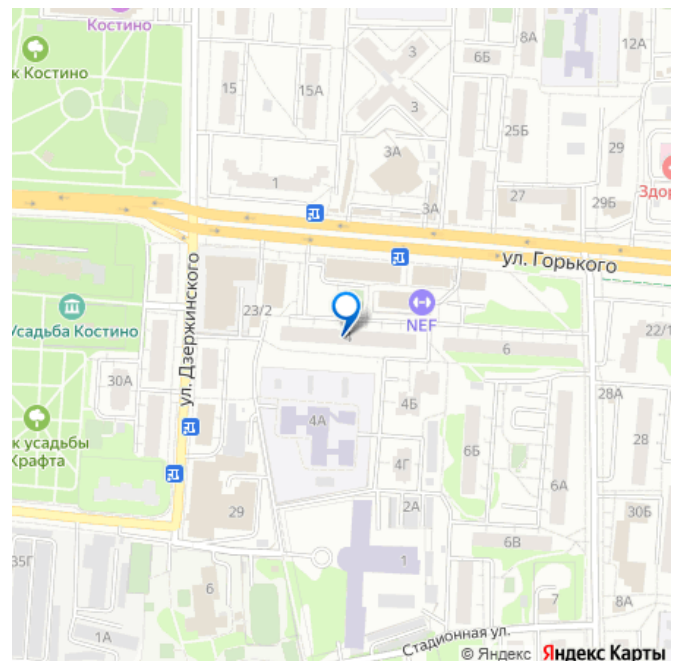 Костино
к Костино
15
15А
3
3
3А
3А
6Б
8А
12А
25Б
29
27
29Б
Здор
1
ул. Горького
ул. Дзержинского
23/2
Усадьба Костино
NEF
4
6
22/1
30А
к усадьбы
Крафта
4А
4Б
4Г
6Б
6А
28А
28
30Б
29
2А
1
6В
35Г
6
1А
7
8А
Стадионная ул.
© Яндекс Яндекс Карты